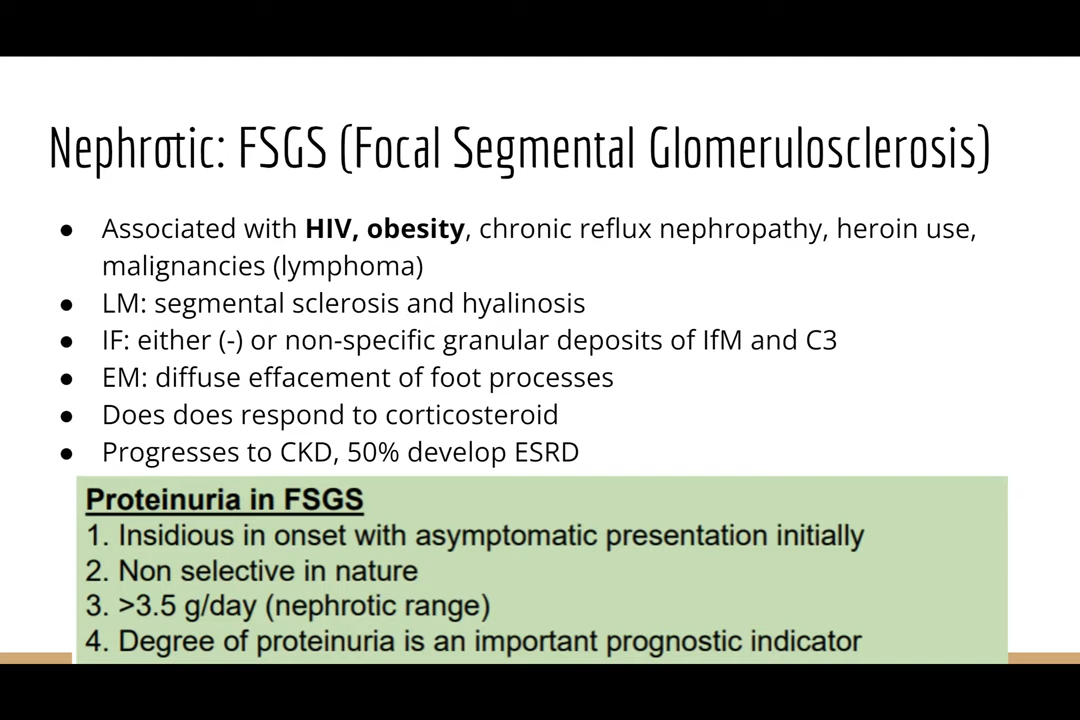 Nephrotic: FSGS (Focal Segmental Glomerulosclerosis)
● Associated with HIV, obesity, chronic reflux nephropathy, heroin use,
malignancies (lymphoma)
● LM: segmental sclerosis and hyalinosis
● IF: either (-) or non-specific granular deposits of IfM and C3
● EM: diffuse effacement of foot processes
● Does does respond to corticosteroid
● Progresses to CKD, 50% develop ESRD
Proteinuria in FSGS
1. Insidious in onset with asymptomatic presentation initially
2. Non selective in nature
3. >3.5 g/day (nephrotic range)
4. Degree of proteinuria is an important prognostic indicator